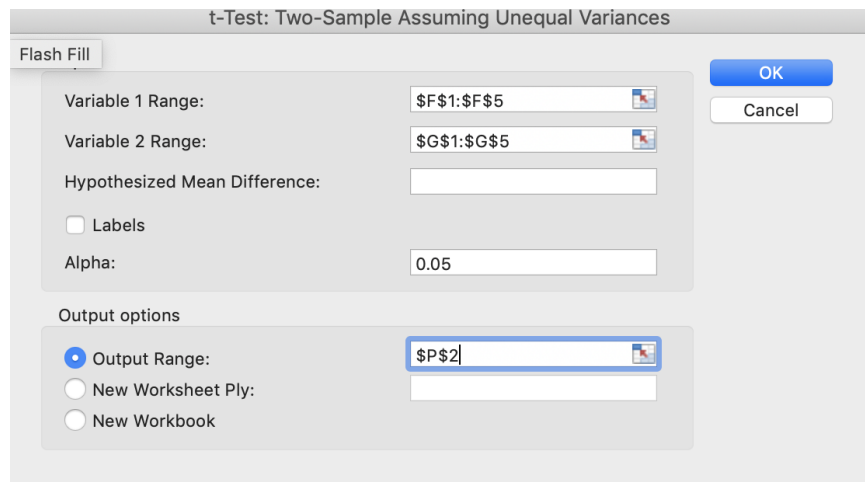 t-Test: Two-Sample Assuming Unequal Variances
Flash Fill
OK
Variable 1 Range: $F$1:$F$5
Cancel
Variable 2 Range: $G$1:$G$5
Hypothesized Mean Difference:
Labels
Alpha: 0.05
Output options
Output Range: $P$2
New Worksheet Ply:
New Workbook